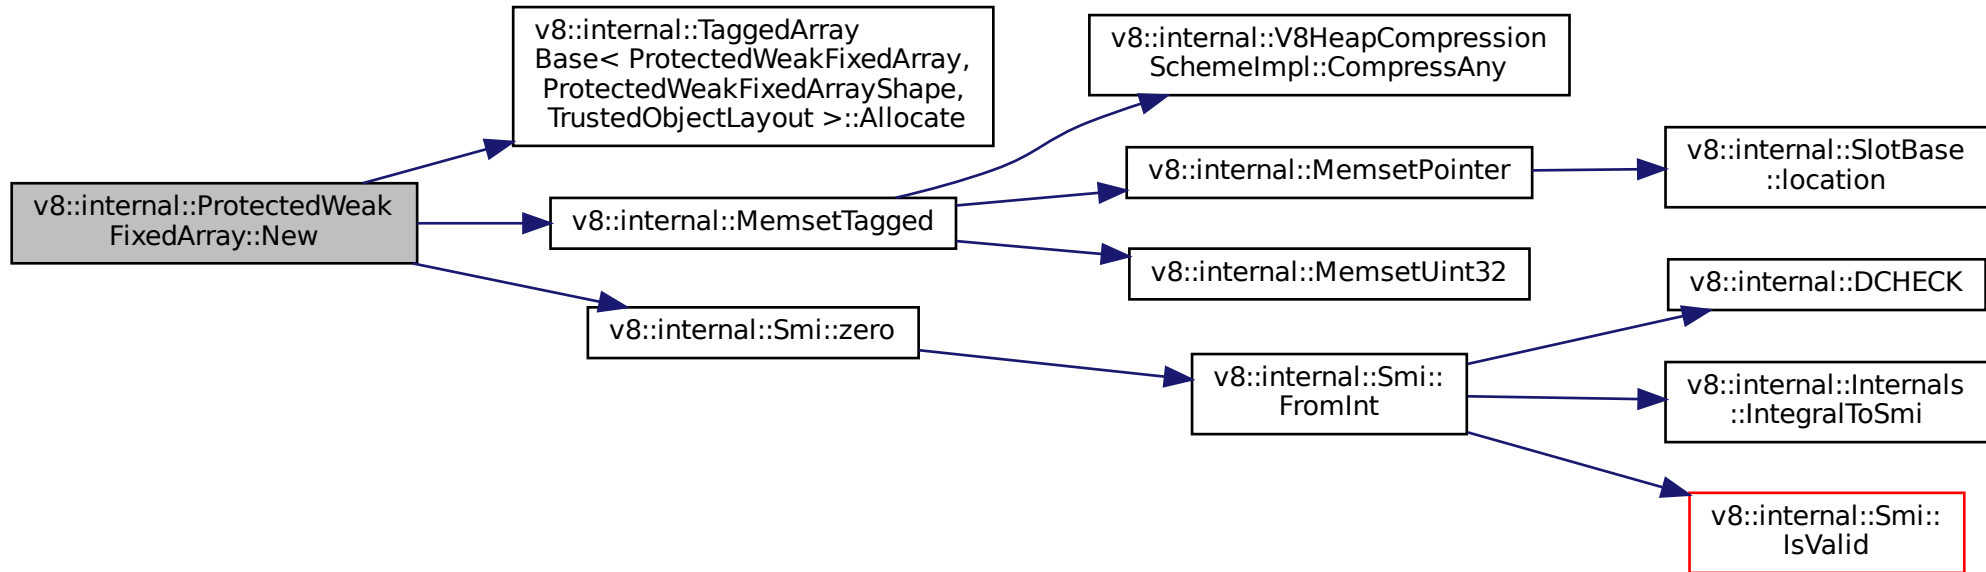 v8::internal::ProtectedWeak
FixedArray::New
v8::internal::TaggedArray
Base< ProtectedWeakFixedArray,
ProtectedWeakFixedArrayShape,
TrustedObjectLayout >::Allocate
v8::internal::MemsetTagged
v8::internal::Smi::zero
v8::internal::V8HeapCompression
SchemeImpl::CompressAny
v8::internal::MemsetPointer
v8::internal::MemsetUint32
v8::internal::Smi::
FromInt
v8::internal::SlotBase
::location
v8::internal::DCHECK
v8::internal::Internals
::IntegralToSmi
v8::internal::Smi::
IsValid